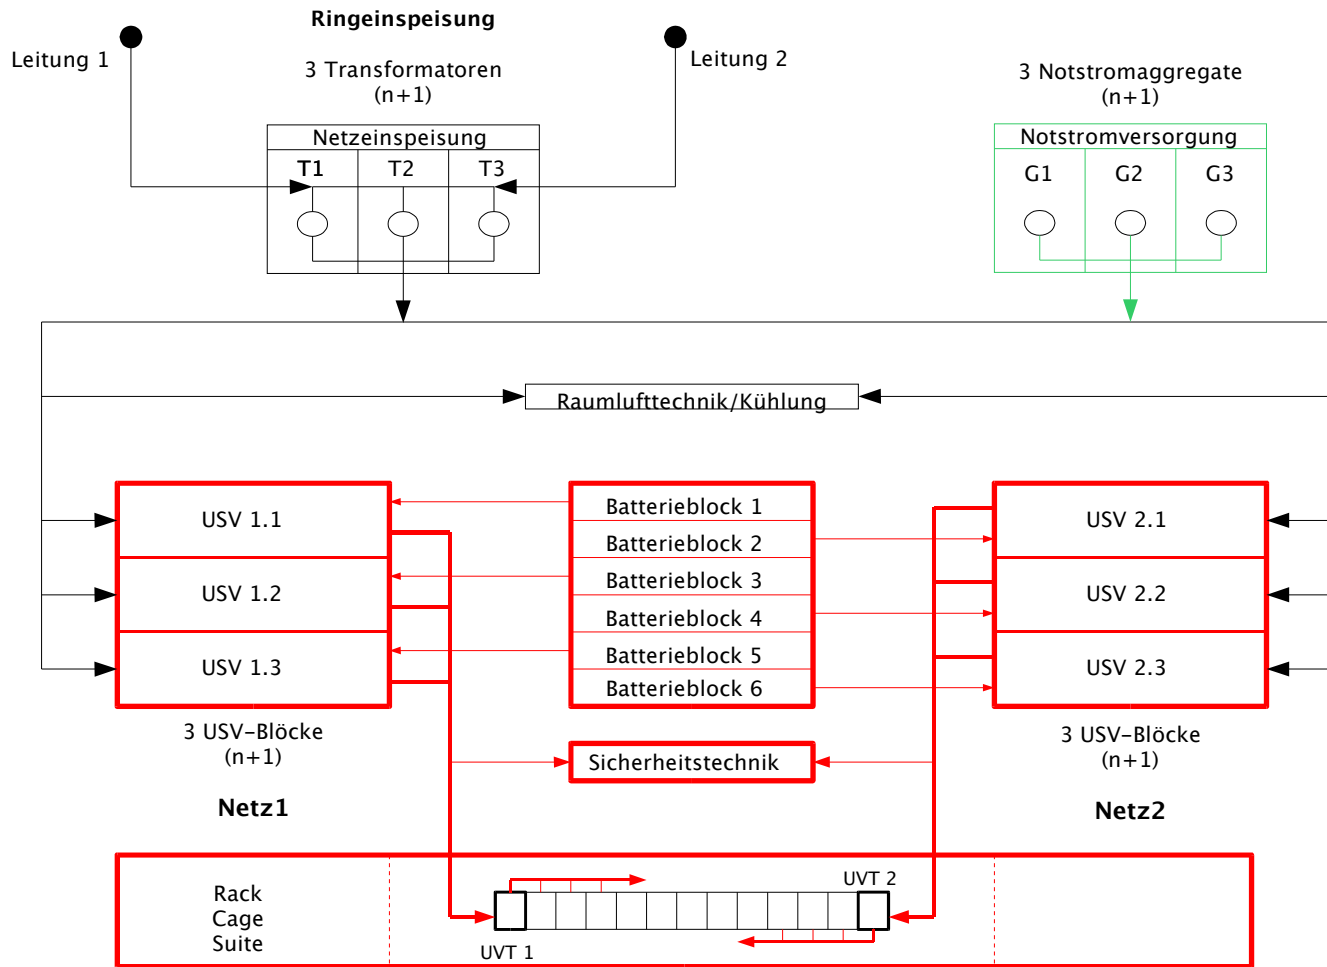 Ringeinspeisung
Leitung 1
Leitung 2
3 Transformatoren
(n+1)
3 Notstromaggregate
(n+1)
Netzeinspeisung
T1
T2
T3
Notstromversorgung
G1
G2
G3
Raumlufttechnik/Kühlung
USV 1.1
USV 1.2
USV 1.3
Batterieblock 1
Batterieblock 2
Batterieblock 3
Batterieblock 4
Batterieblock 5
Batterieblock 6
USV 2.1
USV 2.2
USV 2.3
3 USV-Blöcke
(n+1)
Sicherheitstechnik
3 USV-Blöcke
(n+1)
Netz1
Netz2
Rack
Cage
Suite
UVT 1
UVT 2